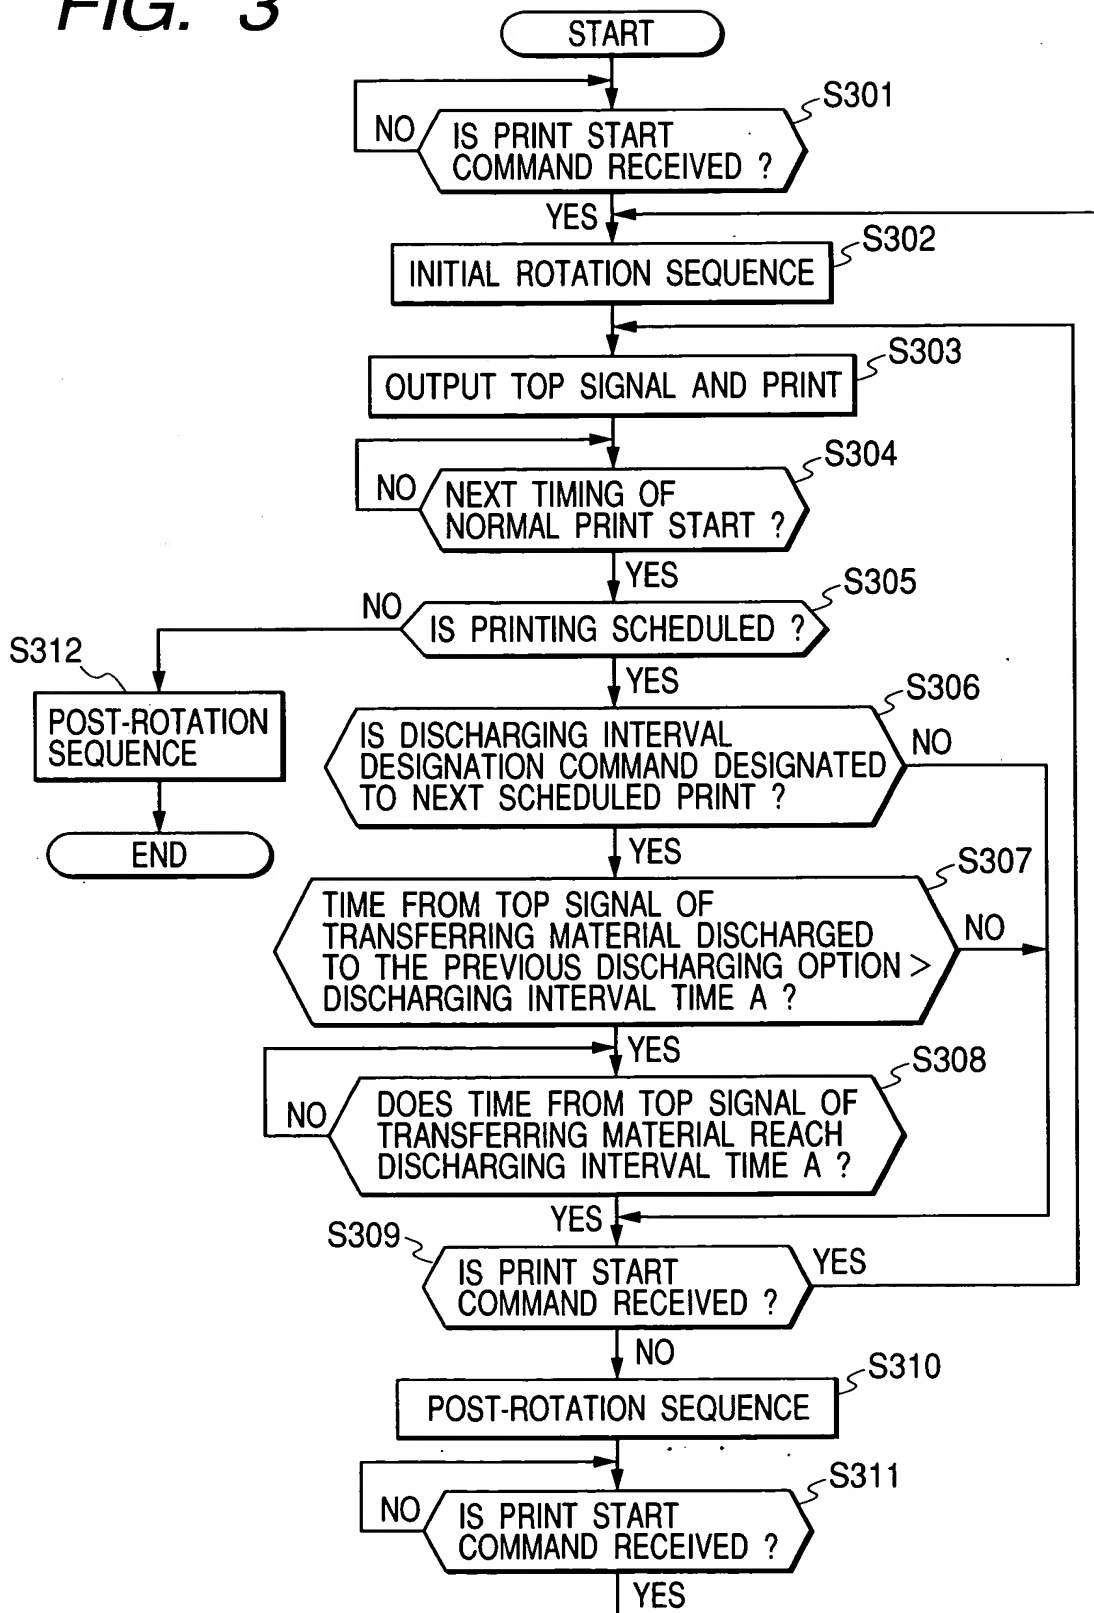 FIG. 3
START
S301
NO
IS PRINT START
COMMAND RECEIVED ?
YES
S302
INITIAL ROTATION SEQUENCE
S303
OUTPUT TOP SIGNAL AND PRINT
S304
NO
NEXT TIMING OF
NORMAL PRINT START ?
YES
S305
NO
IS PRINTING SCHEDULED ?
S312
YES
POST-ROTATION
SEQUENCE
END
S306
IS DISCHARGING INTERVAL
DESIGNATION COMMAND DESIGNATED
TO NEXT SCHEDULED PRINT ?
NO
YES
S307
TIME FROM TOP SIGNAL OF
TRANSFERRING MATERIAL DISCHARGED
TO THE PREVIOUS DISCHARGING OPTION >
DISCHARGING INTERVAL TIME A ?
NO
YES
S308
NO
DOES TIME FROM TOP SIGNAL OF
TRANSFERRING MATERIAL REACH
DISCHARGING INTERVAL TIME A ?
YES
S309
IS PRINT START
COMMAND RECEIVED ?
YES
NO
S310
POST-ROTATION SEQUENCE
S311
NO
IS PRINT START
COMMAND RECEIVED ?
YES